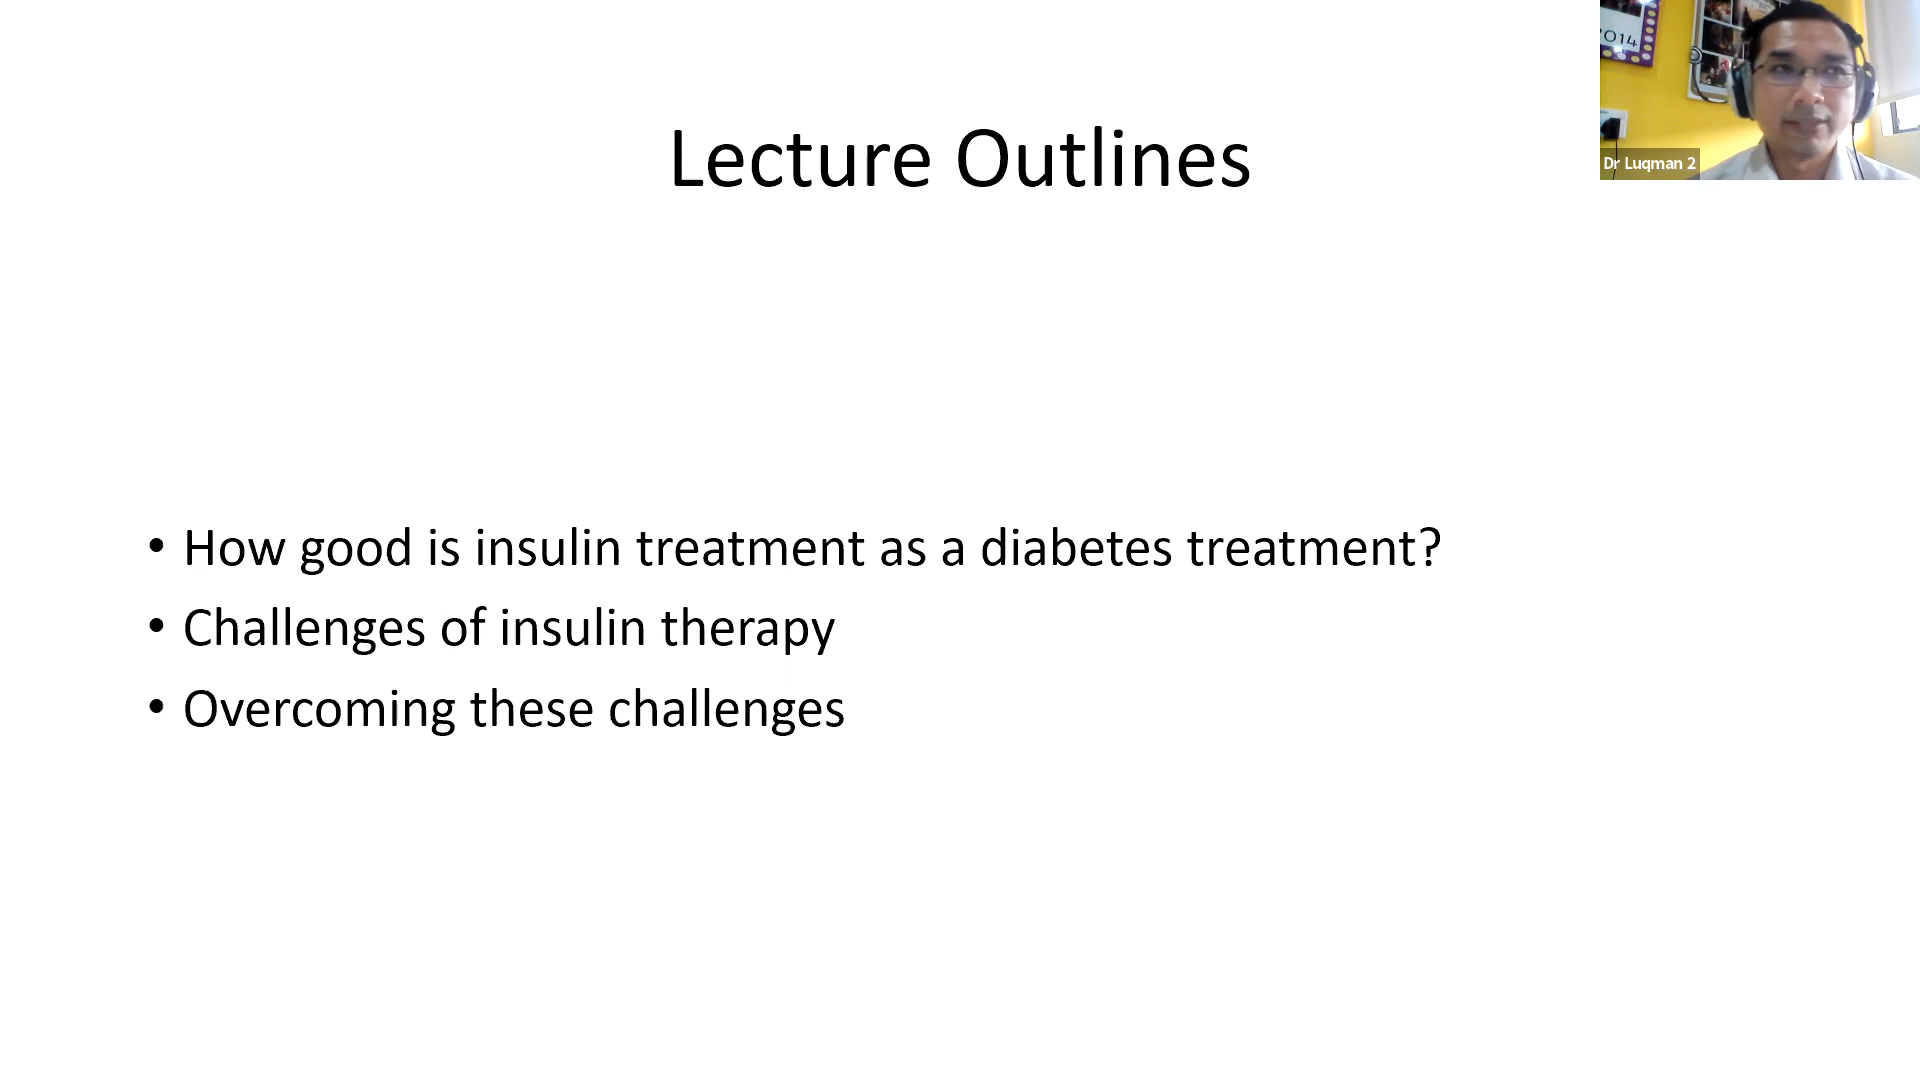 2014
Lecture Outlines
Dr Luqman 2
• How good is insulin treatment as a diabetes treatment?
• Challenges of insulin therapy
• Overcoming these challenges